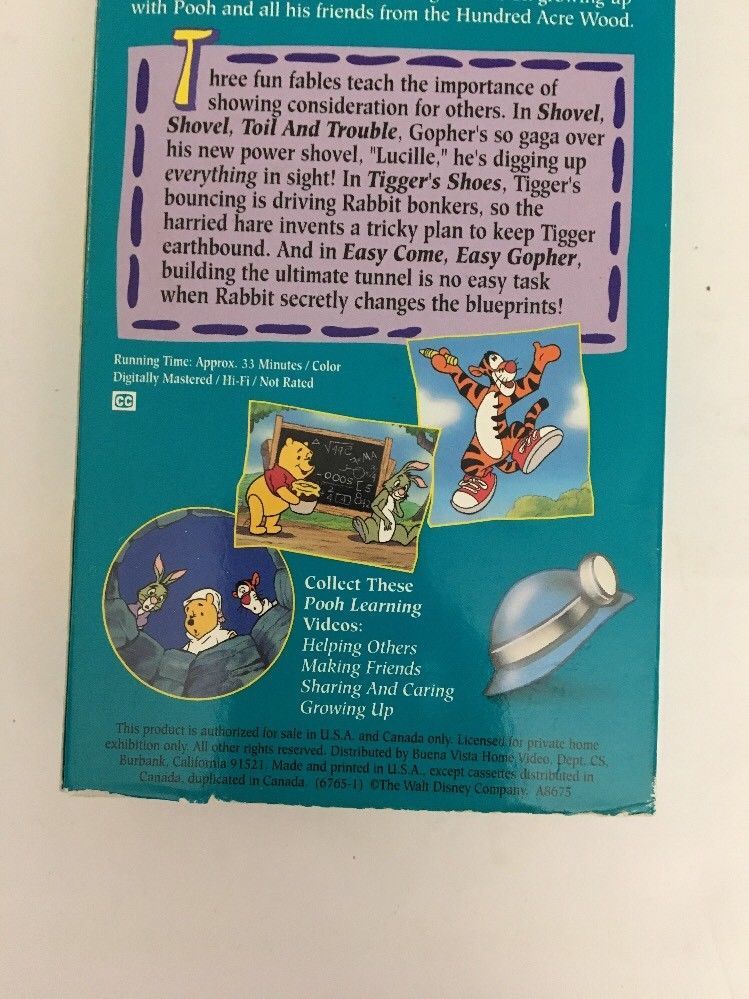 with Pooh and all his friends from the Hundred Acre Wood.
Three fun fables teach the importance of
showing consideration for others. In Shovel,
Shovel, Toil And Trouble, Gopher's so gaga over
his new power shovel, "Lucille," he's digging up
everything in sight! In Tigger's Shoes, Tigger's
bouncing is driving Rabbit bonkers, so the
harried hare invents a tricky plan to keep Tigger
earthbound. And in Easy Come, Easy Gopher,
building the ultimate tunnel is no easy task
when Rabbit secretly changes the blueprints!
Running Time: Approx. 33 Minutes / Color
Digitally Mastered / Hi-Fi / Not Rated
CC
Collect These
Pooh Learning
Videos:
Helping Others
Making Friends
Sharing And Caring
Growing Up
This product is authorized for sale in U.S.A. and Canada only. Licensed for private home
exhibition only. All other rights reserved. Distributed by Buena Vista Home Video, Dept. CS,
Burbank, California 91521. Made and printed in U.S.A., except cassettes distributed in
Canada, duplicated in Canada. (6765-1) ©The Walt Disney Company. A8675